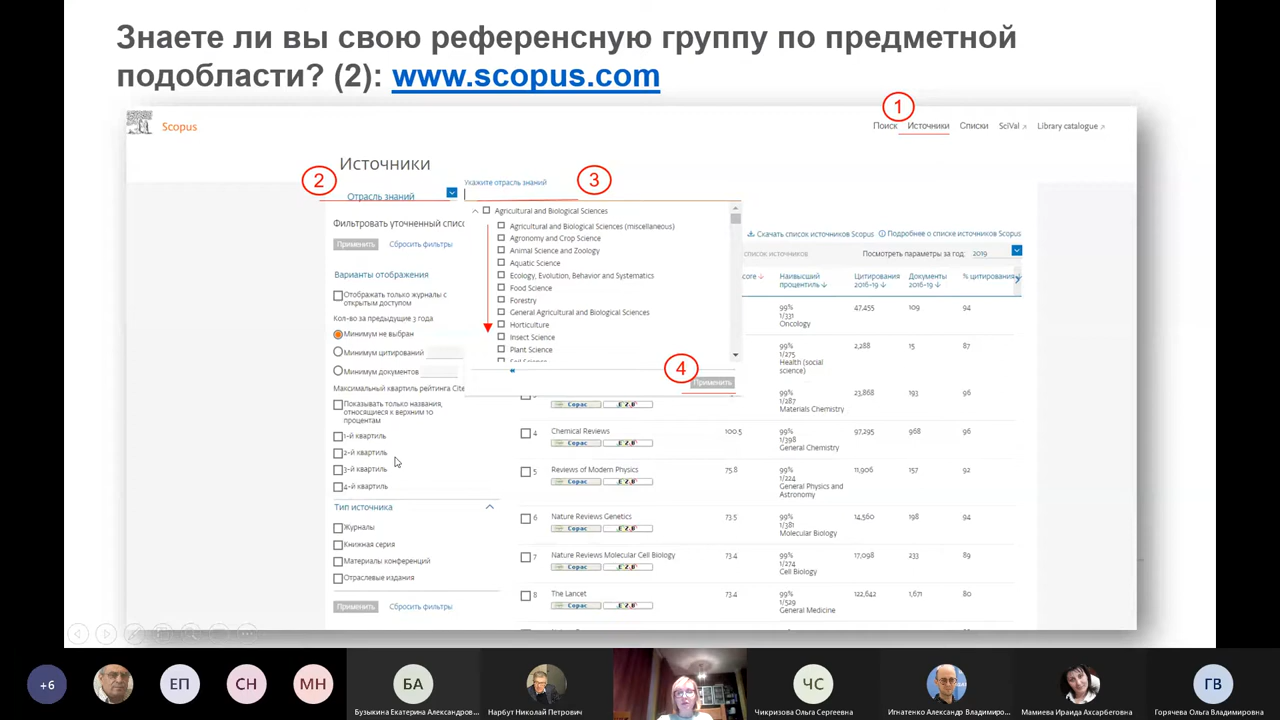 Знаете ли вы свою референсную группу по предметной
подобласти? (2): www.scopus.com
1
Scopus
Поиск Источники Списки SciVal Library catalogue
Источники
2
Отрасль знаний
Укажите отрасль знаний
3
Фильтровать уточненный списо
Применить Сбросить фильтры
Варианты отображения
Отображать только журналы с
открытым доступом
Кол-во за предыдущие 3 года
Минимум не выбран
Минимум цитирований
Минимум документов
Максимальный квартиль рейтинга Cite
Показывать только названия,
относящиеся к верхним 10
процентам
1-й квартиль
2-й квартиль
3-й квартиль
4-й квартиль
Тип источника
Журналы
Книжная серия
Материалы конференций
Отраслевые издания
Применить Сбросить фильтры
Agricultural and Biological Sciences
Agricultural and Biological Sciences (miscellaneous)
Agronomy and Crop Science
Animal Science and Zoology
Aquatic Science
Ecology, Evolution, Behavior and Systematics
Food Science
Forestry
General Agricultural and Biological Sciences
Horticulture
Insect Science
Plant Science
4
Применить
Скачать список источников Scopus Подробнее о списке источников Scopus
список источников Посмотреть параметры за год: 2019
score Наивысший Цитирования Документы % цитирования
процентиль 2016-19 2016-19
99% 47,455 109 94
1/331
Oncology
99% 2,288 15 87
1/275
Health (social
science)
99% 23,868 193 96
1/287
Materials Chemistry
Copac
4 Chemical Reviews 100.5 99% 97,295 968 96
Copac 1/398
General Chemistry
5 Reviews of Modern Physics 75.8 99% 11,906 157 92
Copac 1/224
General Physics and
Astronomy
6 Nature Reviews Genetics 73.5 99% 14,560 198 94
Copac 1/381
Molecular Biology
7 Nature Reviews Molecular Cell Biology 73.4 99% 17,098 233 89
Copac 1/274
Cell Biology
8 The Lancet 73.4 99% 122,642 1,671 80
Copac 1/529
General Medicine
+6 ЕП СН МН БА ЧС ГВ
Бузыкина Екатерина Александров... Нарбут Николай Петрович Чикризова Ольга Сергеевна Игнатенко Александр Владимиро... Мамиева Ираида Ахсарбеговна Горячева Ольга Владимировна